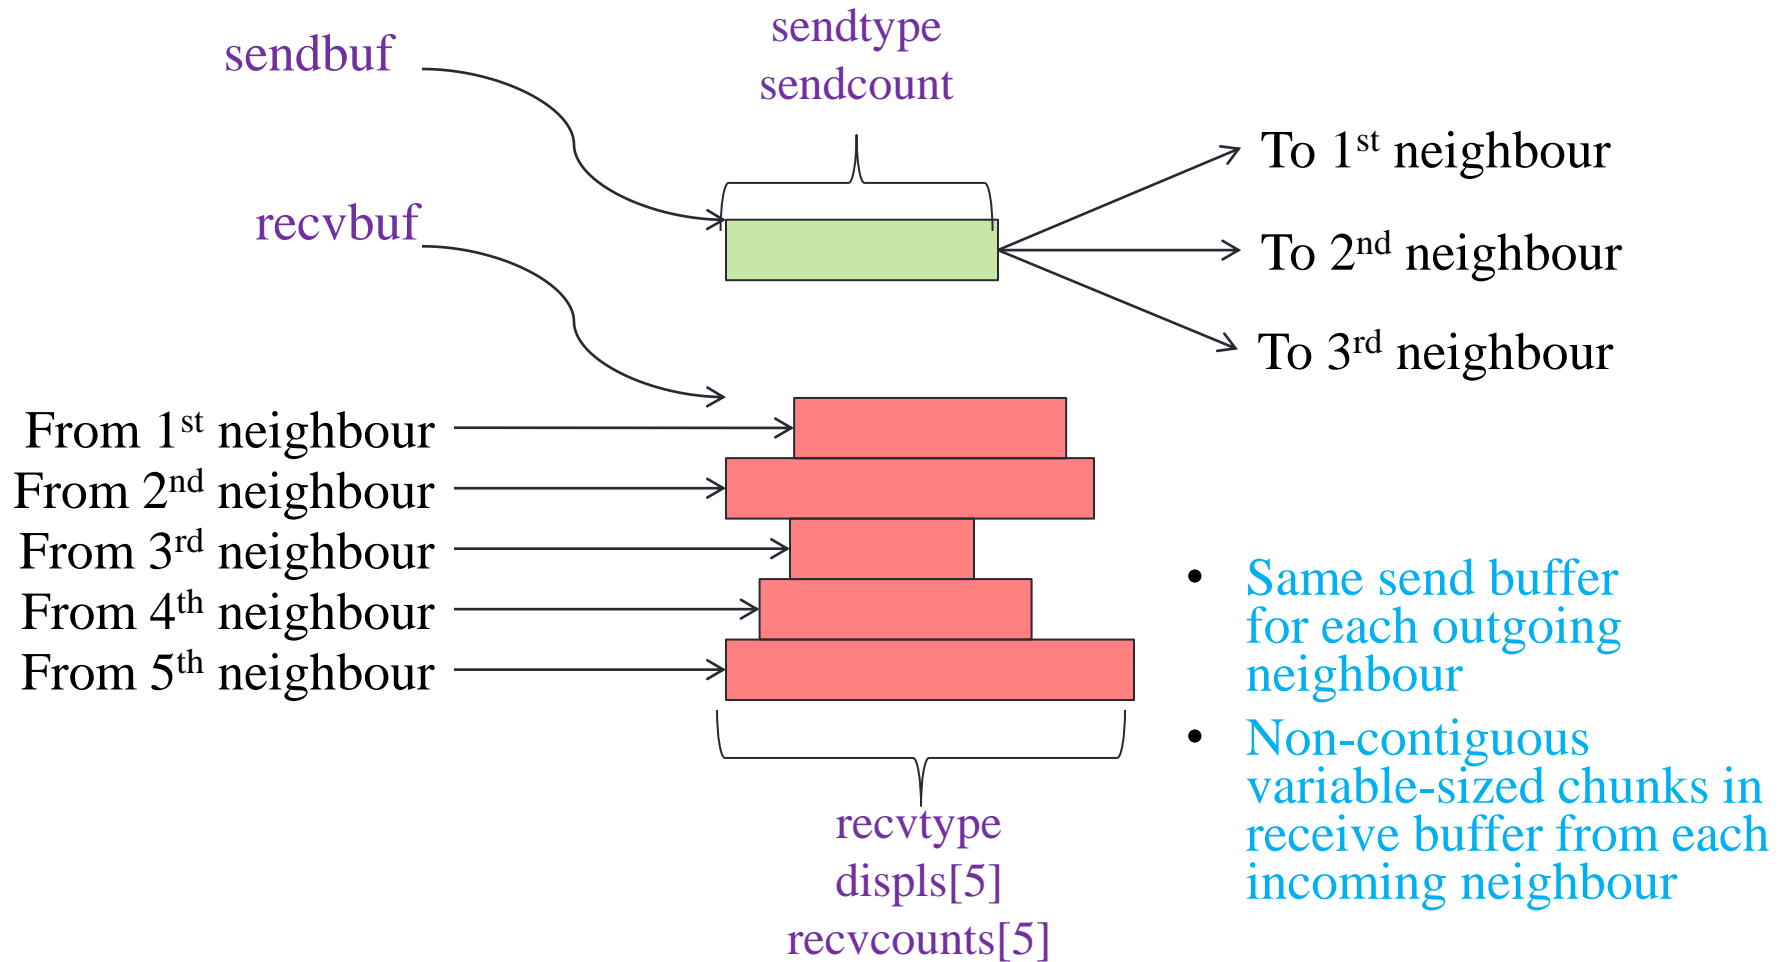 sendbuf
sendtype
sendcount
recvbuf
To 1st neighbour
To 2nd neighbour
To 3rd neighbour
From 1st neighbour
From 2nd neighbour
From 3rd neighbour
From 4th neighbour
From 5th neighbour
recvtype
displs[5]
recvcounts[5]
• Same send buffer
for each outgoing
neighbour
• Non-contiguous
variable-sized chunks in
receive buffer from each
incoming neighbour